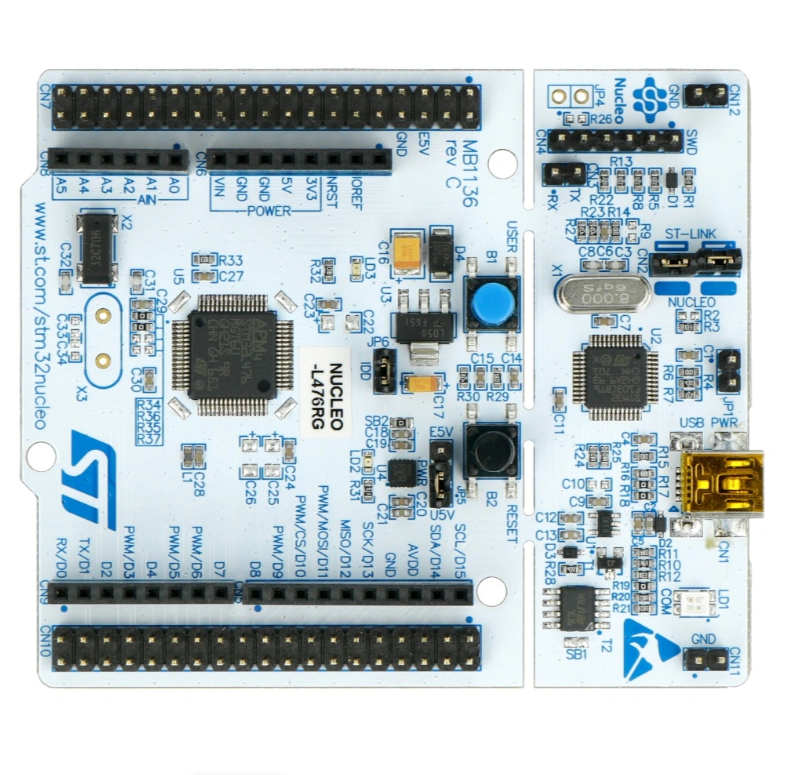 CN7
E5V
GND
MB1136
rev C
JP4
R26
Nucleo
GND
CN12
CN4
SWD
CN8
A5
A4
A3
A2
A1
A0
AIN
CN6
VIN
GND
GND
5V
3V3
NRST
IOREF
POWER
RX
TX
R13
R22
R8
D1
R1
www.st.com/stm32nucleo
X2
C32
C31
R33
C27
U5
C29
R32
LD3
C16
D4
U3
B1
USER
R23
R14
R27
R9
C8
C6
C3
ST-LINK
CN2
X1
8.000
NUCLEO
R2
R3
C7
U2
C33
C34
X3
C30
C23
C22
JP6
IDD
NUCLEO
-L476RG
C17
C15
C14
R30
R29
C11
R6
R7
R4
JP1
R34
R36
R35
R37
L1
C28
C26
C25
C24
SB2
C18
C19
LD2
R31
U4
PWR
C20
C21
E5V
JP5
U5V
B2
RESET
USB PWR
C4
R25
R24
R15
R16
R17
R18
C10
C9
C12
C13
D3
R28
D2
R11
R10
R12
R19
R20
R21
CN1
LD1
COM
SB1
T2
RX/D0
TX/D1
D2
PWM/D3
D4
PWM/D5
PWM/D6
D7
D8
PWM/D9
PWM/CS/D10
PWM/MOSI/D11
MISO/D12
SCK/D13
GND
AVDD
SDA/D14
SCL/D15
CN9
CN10
GND
CN11